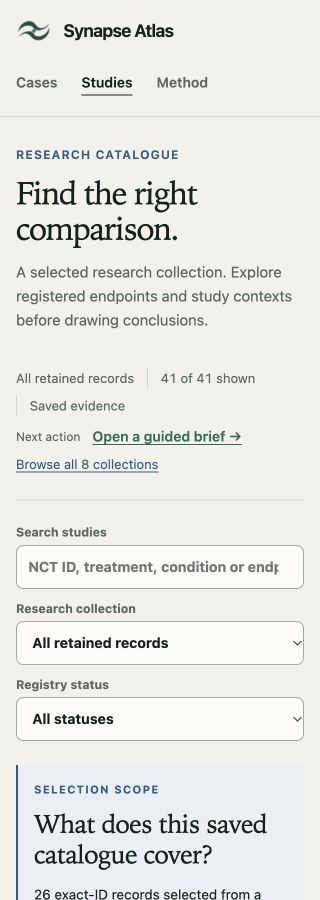 Synapse Atlas
Cases Studies Method
RESEARCH CATALOGUE
Find the right
comparison.
A selected research collection. Explore
registered endpoints and study contexts
before drawing conclusions.
All retained records 41 of 41 shown
Saved evidence
Next action Open a guided brief →
Browse all 8 collections
Search studies
NCT ID, treatment, condition or endp
Research collection
All retained records
Registry status
All statuses
SELECTION SCOPE
What does this saved
catalogue cover?
26 exact-ID records selected from a